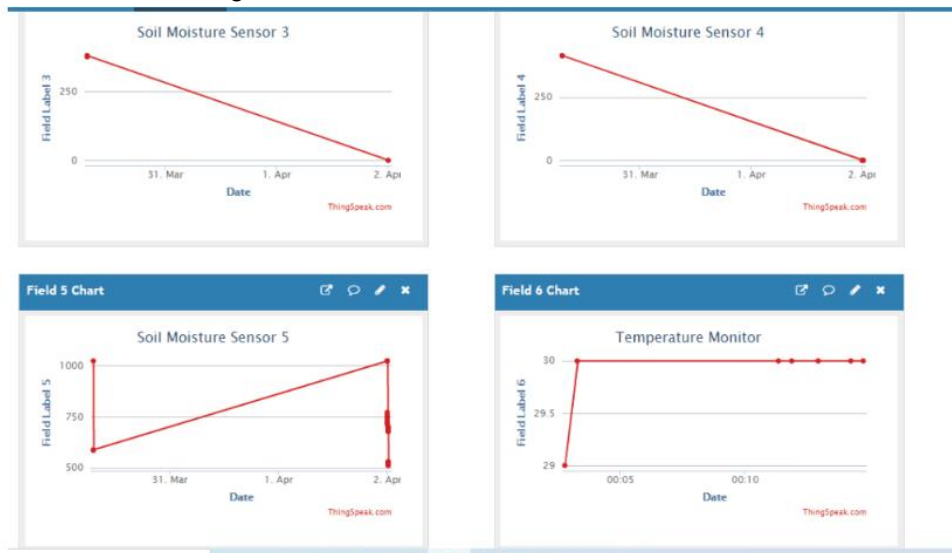 Soil Moisture Sensor 3
Field Label 3
250
0
31. Mar
1. Apr
2. Apr
Date
ThingSpeak.com
Soil Moisture Sensor 4
Field Label 4
250
0
31. Mar
1. Apr
2. Apr
Date
ThingSpeak.com
Field 5 Chart
Soil Moisture Sensor 5
Field Label 5
1000
750
500
31. Mar
1. Apr
2. Apr
Date
ThingSpeak.com
Field 6 Chart
Temperature Monitor
Field Label 6
30
29.5
29
00:05
00:10
Date
ThingSpeak.com